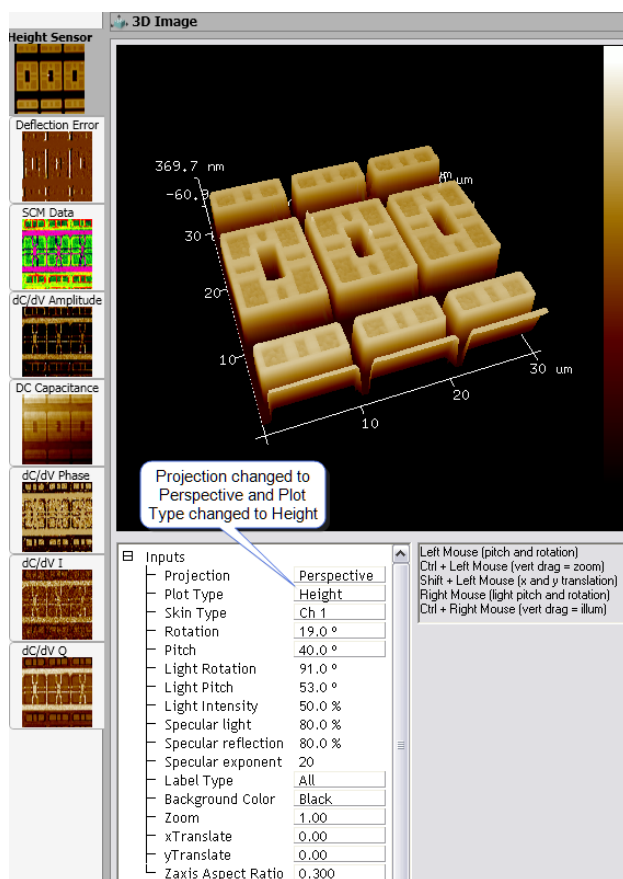 3D Image
Height Sensor
Deflection Error
SCM Data
dC/dV Amplitude
DC Capacitance
dC/dV Phase
dC/dV I
dC/dV Q
369.7 nm
-60.9
um
30
20
10
10
20
30 um
Projection changed to
Perspective and Plot
Type changed to Height
Inputs
Projection Perspective
Plot Type Height
Skin Type Ch 1
Rotation 19.0 º
Pitch 40.0 º
Light Rotation 91.0 º
Light Pitch 53.0 º
Light Intensity 50.0 %
Specular light 80.0 %
Specular reflection 80.0 %
Specular exponent 20
Label Type All
Background Color Black
Zoom 1.00
xTranslate 0.00
yTranslate 0.00
Zaxis Aspect Ratio 0.300
Left Mouse (pitch and rotation)
Ctrl + Left Mouse (vert drag = zoom)
Shift + Left Mouse (x and y translation)
Right Mouse (light pitch and rotation)
Ctrl + Right Mouse (vert drag = illum)